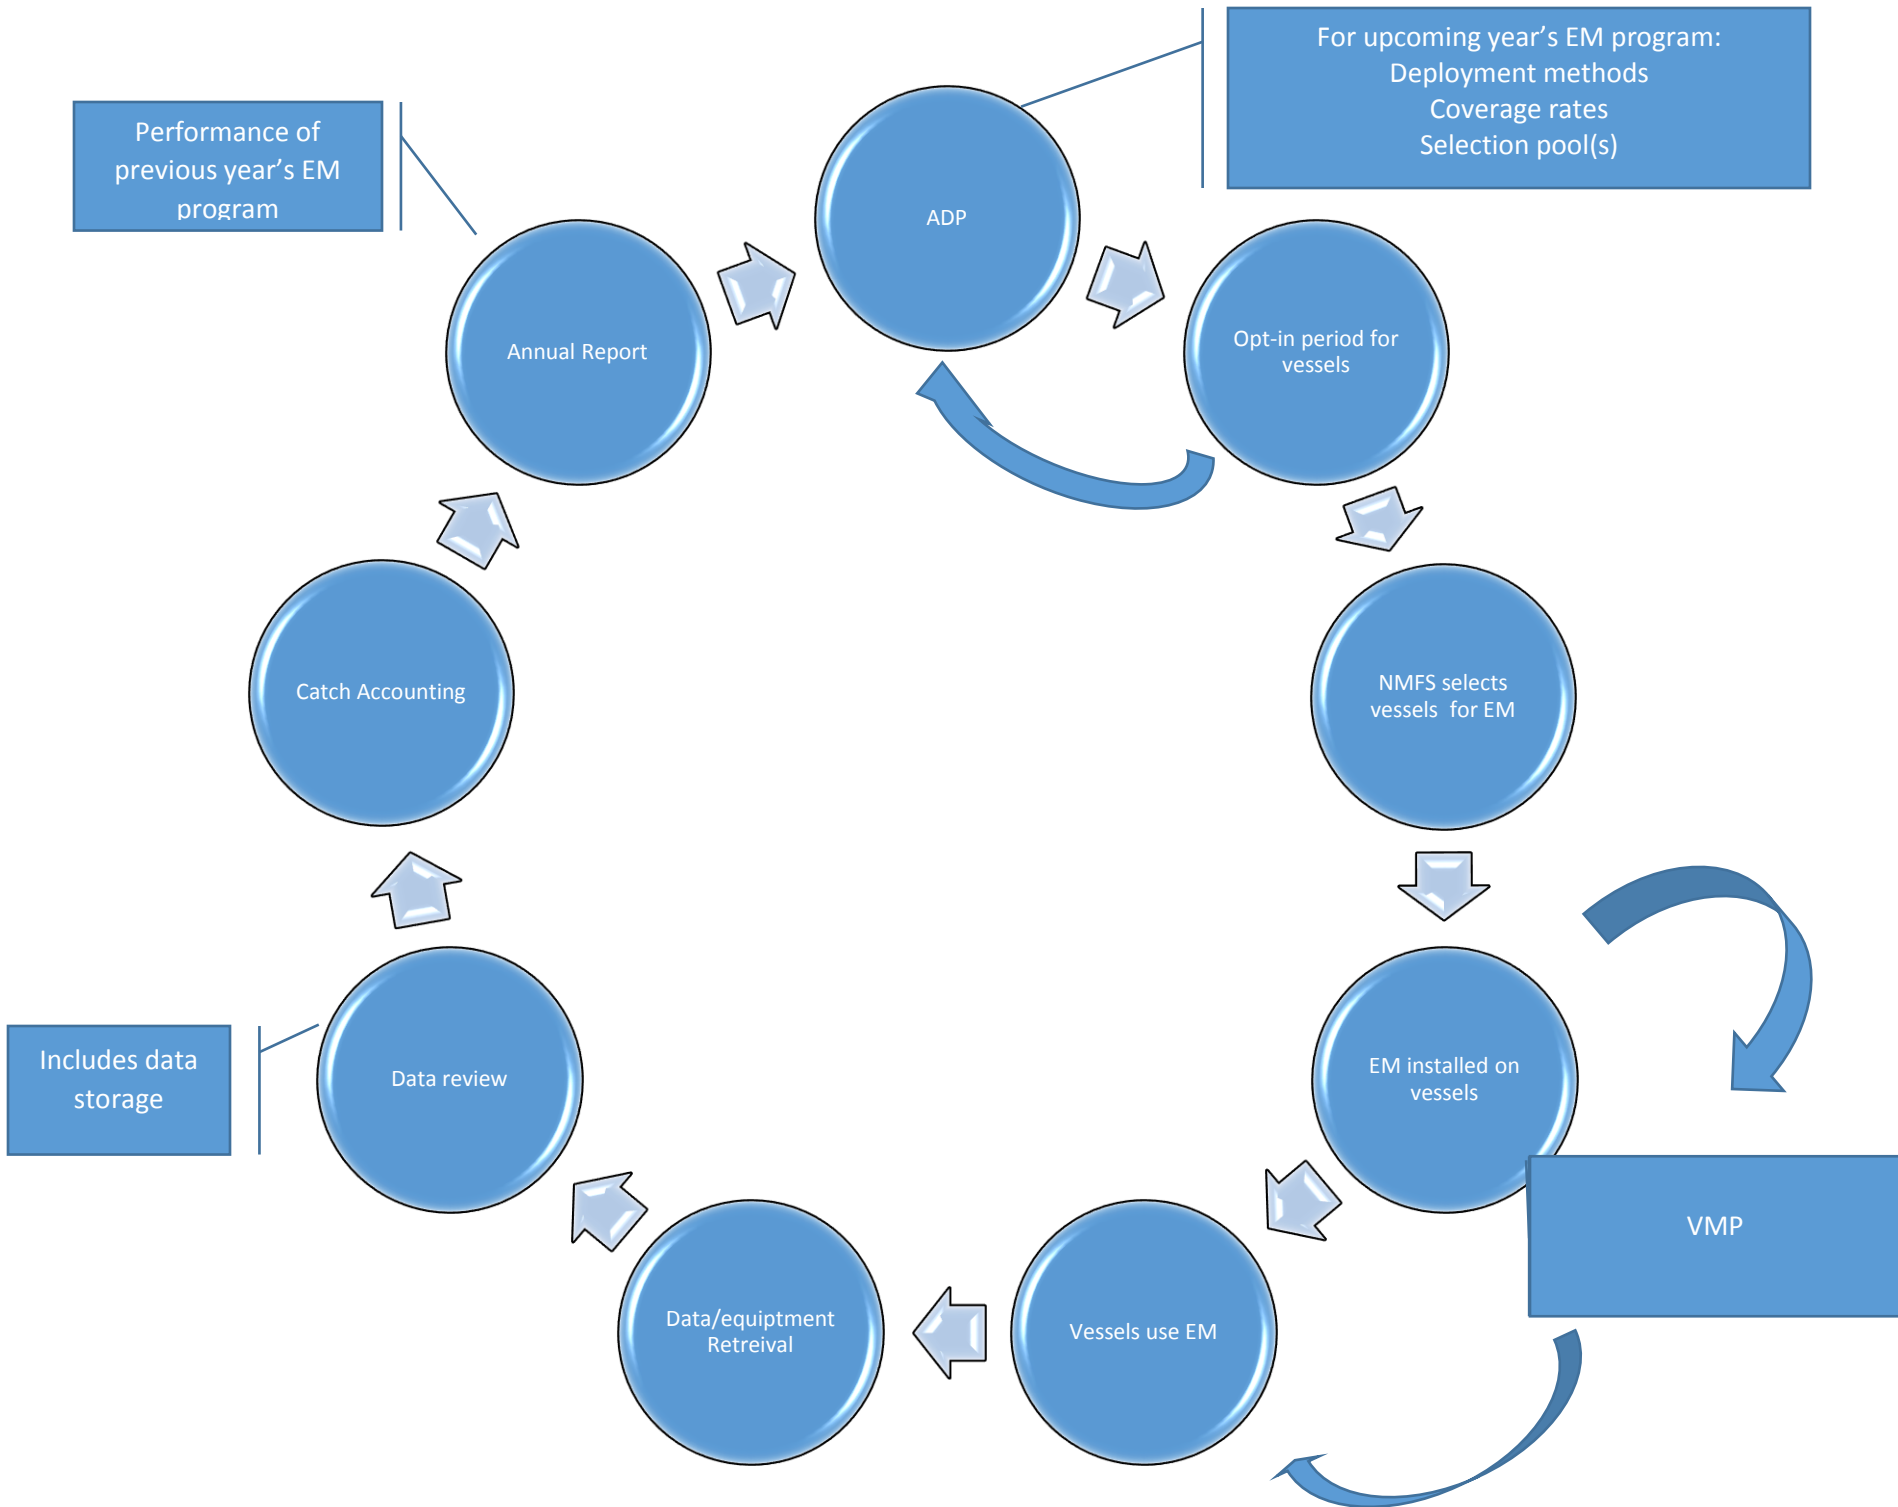 For upcoming year’s EM program:
Deployment methods
Coverage rates
Selection pool(s)
Performance of
previous year’s EM
program
ADP
Opt-in period for
vessels
Annual Report
NMFS selects
vessels  for EM
Catch Accounting
EM installed on
vessels
Includes data
storage
Data review
VMP
Vessels use EM
Data/equiptment
Retreival